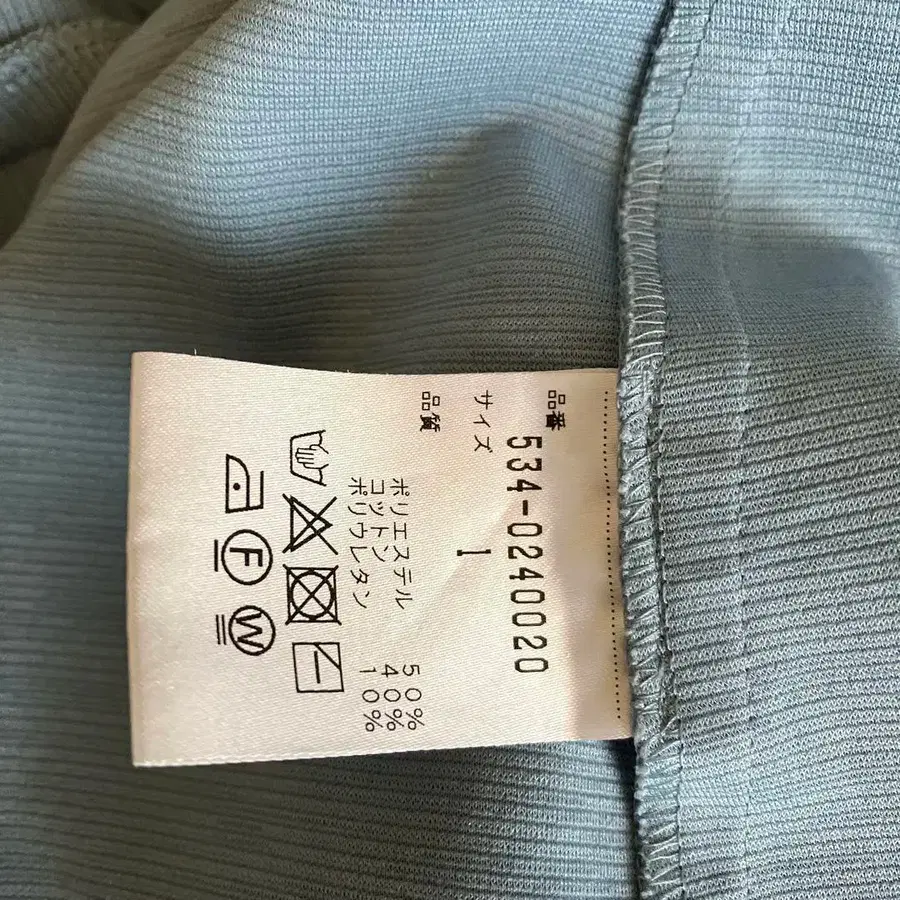 品番 534-0240020
サイズ 1
品質
ポリエステル 50%
コットン 40%
ポリウレタン 10%
F W